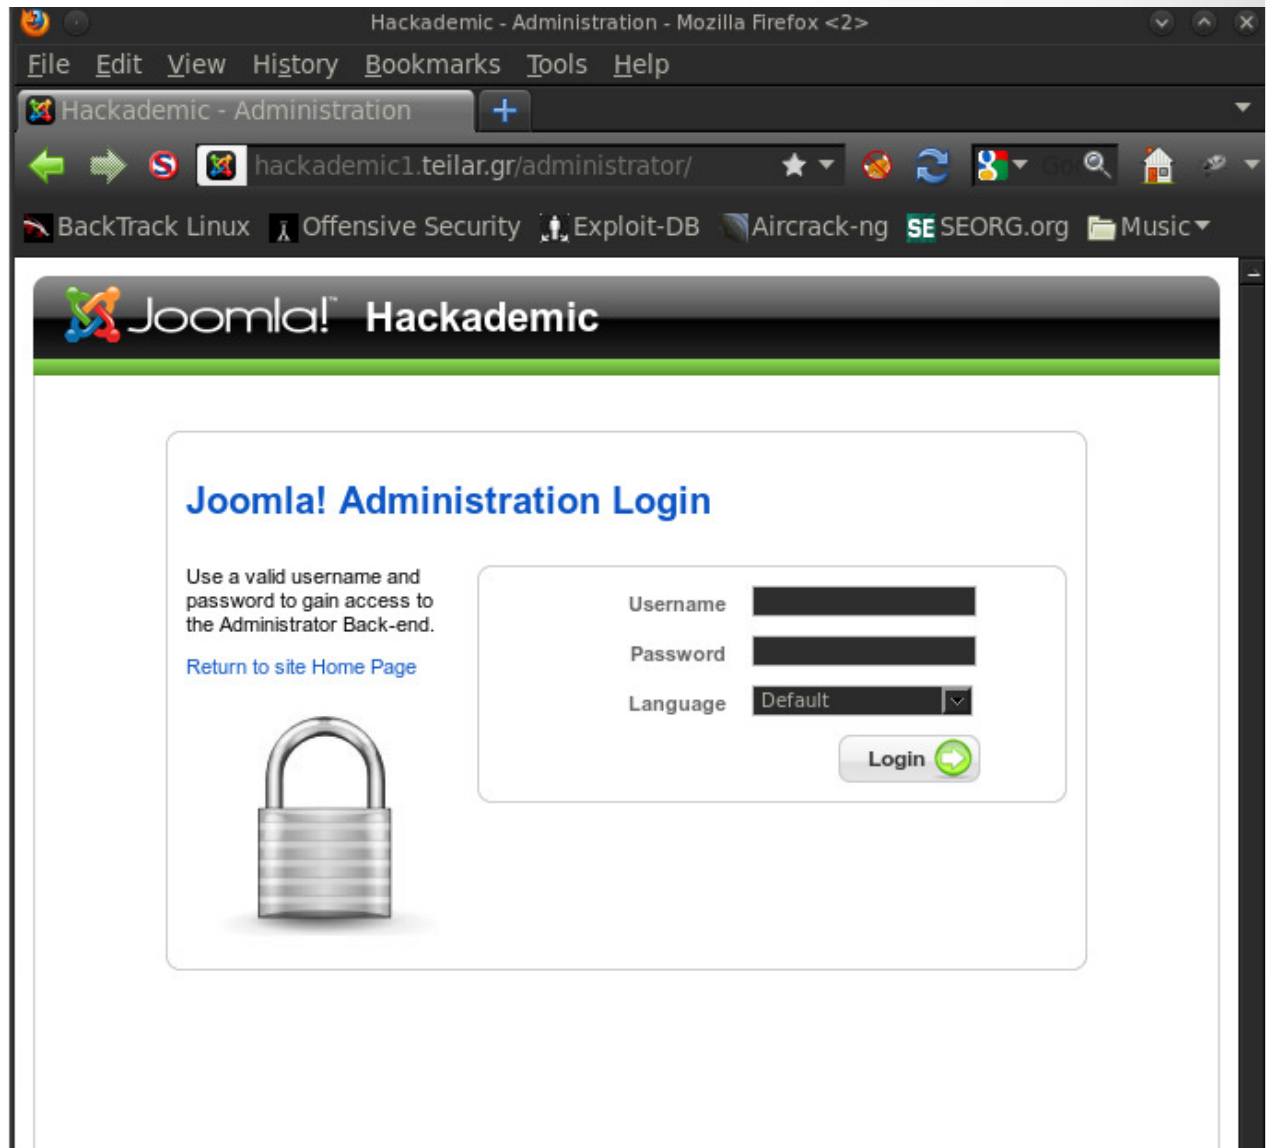 Hackademic - Administration - Mozilla Firefox <2>
File Edit View History Bookmarks Tools Help
Hackademic - Administration
hackademic1.teilar.gr/administrator/
BackTrack Linux Offensive Security Exploit-DB Aircrack-ng SE SEORG.org Music
Joomla!™ Hackademic
Joomla! Administration Login
Use a valid username and
password to gain access to
the Administrator Back-end.
Return to site Home Page
Username
Password
Language Default
Login